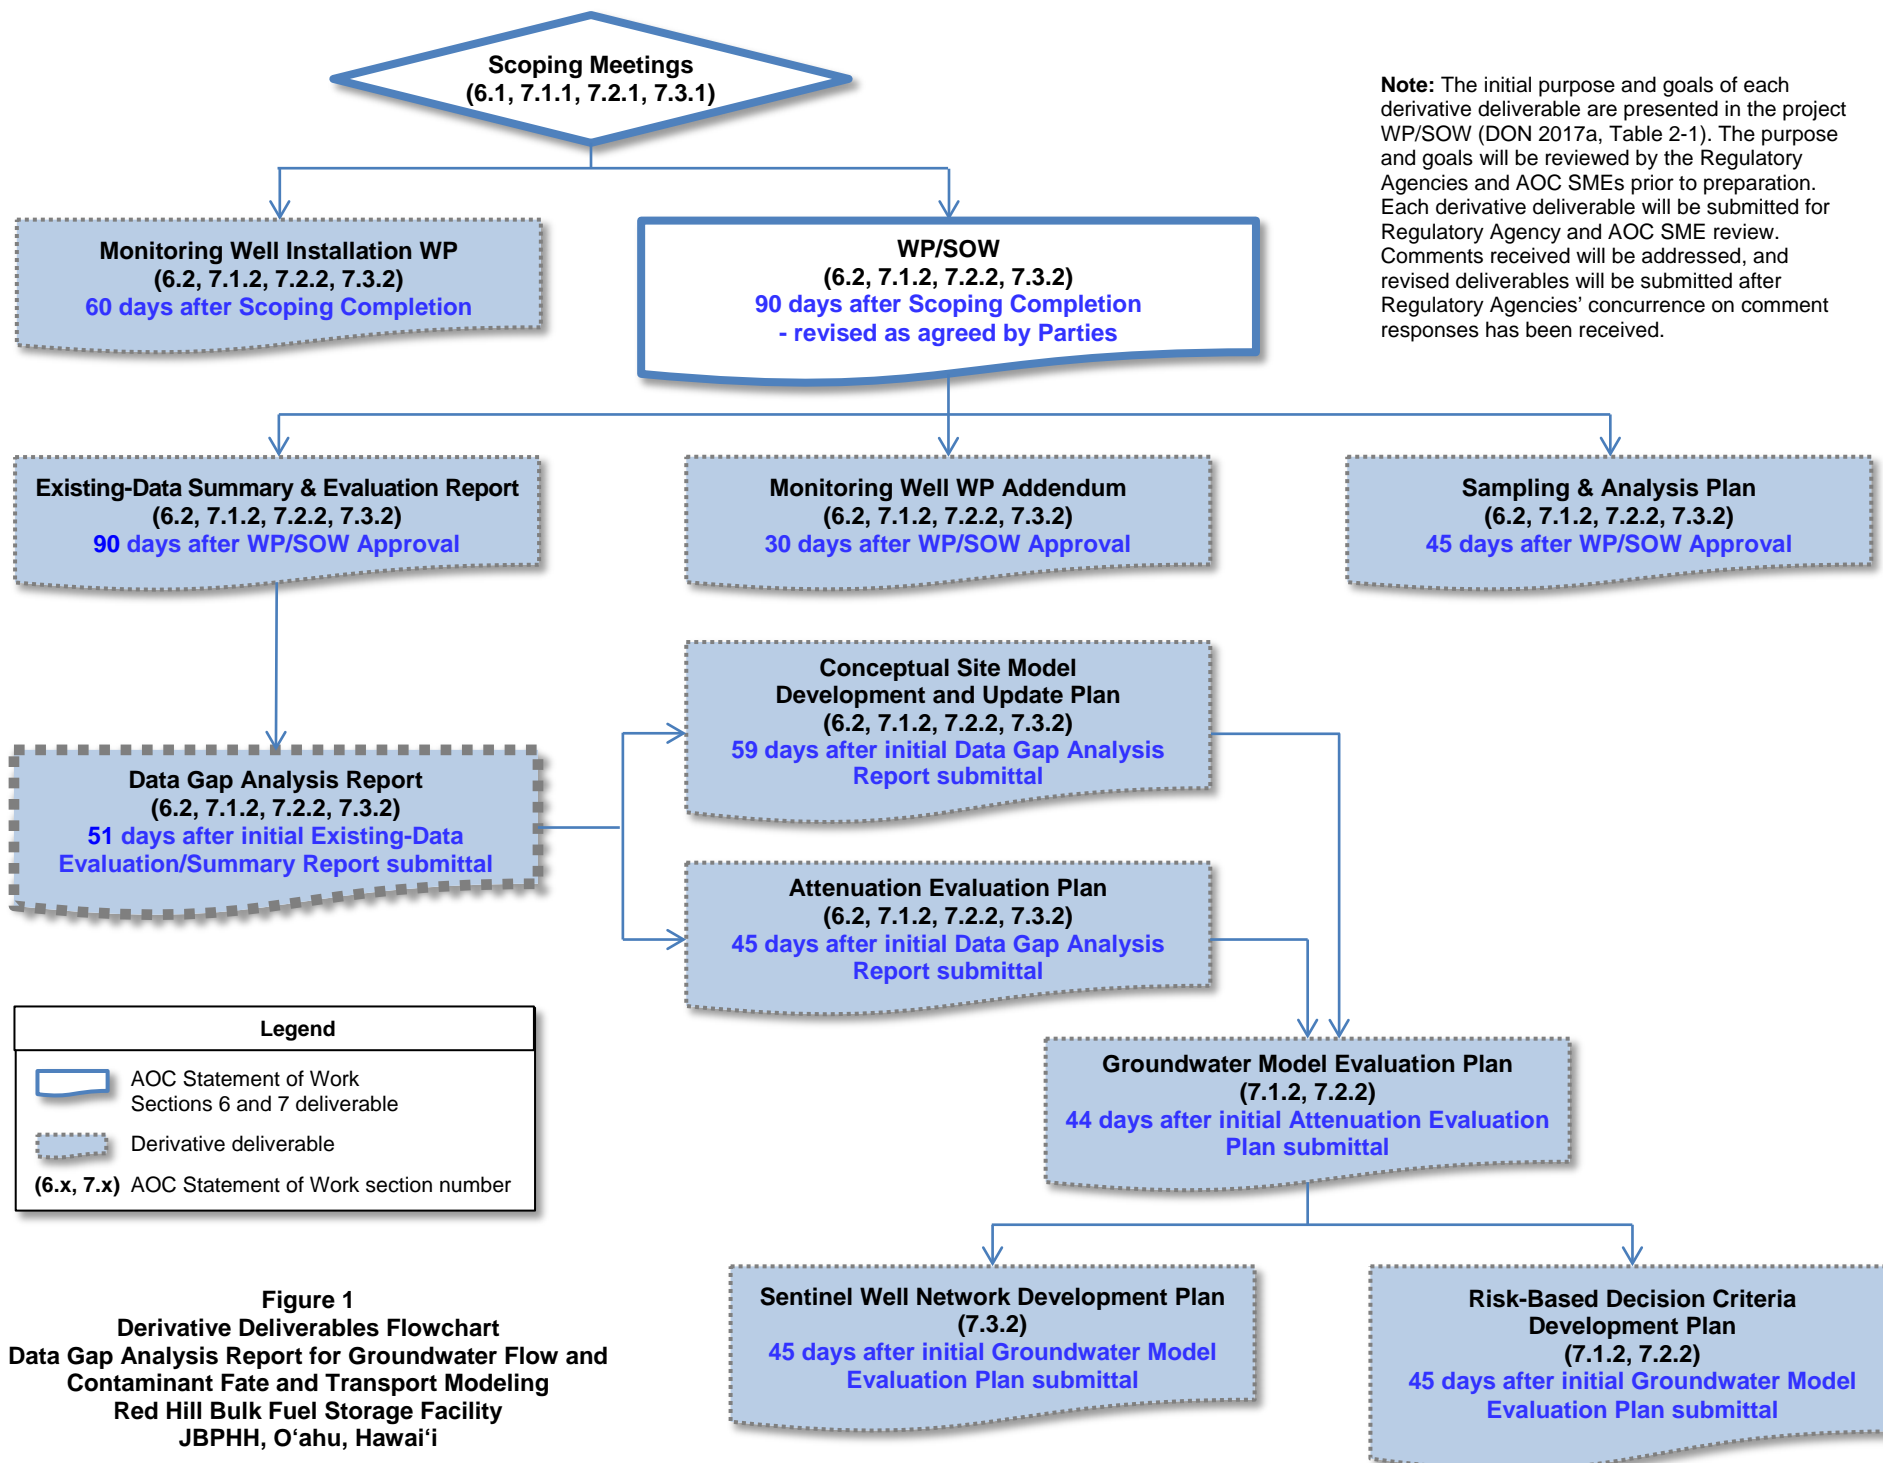 Scoping Meetings
(6.1, 7.1.1, 7.2.1, 7.3.1)
Note: The initial purpose and goals of each
derivative deliverable are presented in the project
WP/SOW (DON 2017a, Table 2-1). The purpose
and goals will be reviewed by the Regulatory
Agencies and AOC SMEs prior to preparation.
Each derivative deliverable will be submitted for
Regulatory Agency and AOC SME review.
Comments received will be addressed, and
revised deliverables will be submitted after
Regulatory Agencies’ concurrence on comment
responses has been received.
Monitoring Well Installation WP
(6.2, 7.1.2, 7.2.2, 7.3.2)
60 days after Scoping Completion
WP/SOW
(6.2, 7.1.2, 7.2.2, 7.3.2)
90 days after Scoping Completion
- revised as agreed by Parties
Existing-Data Summary & Evaluation Report
(6.2, 7.1.2, 7.2.2, 7.3.2)
90 days after WP/SOW Approval
Monitoring Well WP Addendum
(6.2, 7.1.2, 7.2.2, 7.3.2)
30 days after WP/SOW Approval
Sampling & Analysis Plan
(6.2, 7.1.2, 7.2.2, 7.3.2)
45 days after WP/SOW Approval
Data Gap Analysis Report
(6.2, 7.1.2, 7.2.2, 7.3.2)
51 days after initial Existing-Data
Evaluation/Summary Report submittal
Conceptual Site Model
Development and Update Plan
(6.2, 7.1.2, 7.2.2, 7.3.2)
59 days after initial Data Gap Analysis
Report submittal
Attenuation Evaluation Plan
(6.2, 7.1.2, 7.2.2, 7.3.2)
45 days after initial Data Gap Analysis
Report submittal
Groundwater Model Evaluation Plan
(7.1.2, 7.2.2)
44 days after initial Attenuation Evaluation
Plan submittal
Sentinel Well Network Development Plan
(7.3.2)
45 days after initial Groundwater Model
Evaluation Plan submittal
Risk-Based Decision Criteria
Development Plan
(7.1.2, 7.2.2)
45 days after initial Groundwater Model
Evaluation Plan submittal
Legend
AOC Statement of Work
Sections 6 and 7 deliverable
Derivative deliverable
(6.x, 7.x) AOC Statement of Work section number
Figure 1
Derivative Deliverables Flowchart
Data Gap Analysis Report for Groundwater Flow and
Contaminant Fate and Transport Modeling
Red Hill Bulk Fuel Storage Facility
JBPHH, Oʻahu, Hawaiʻi